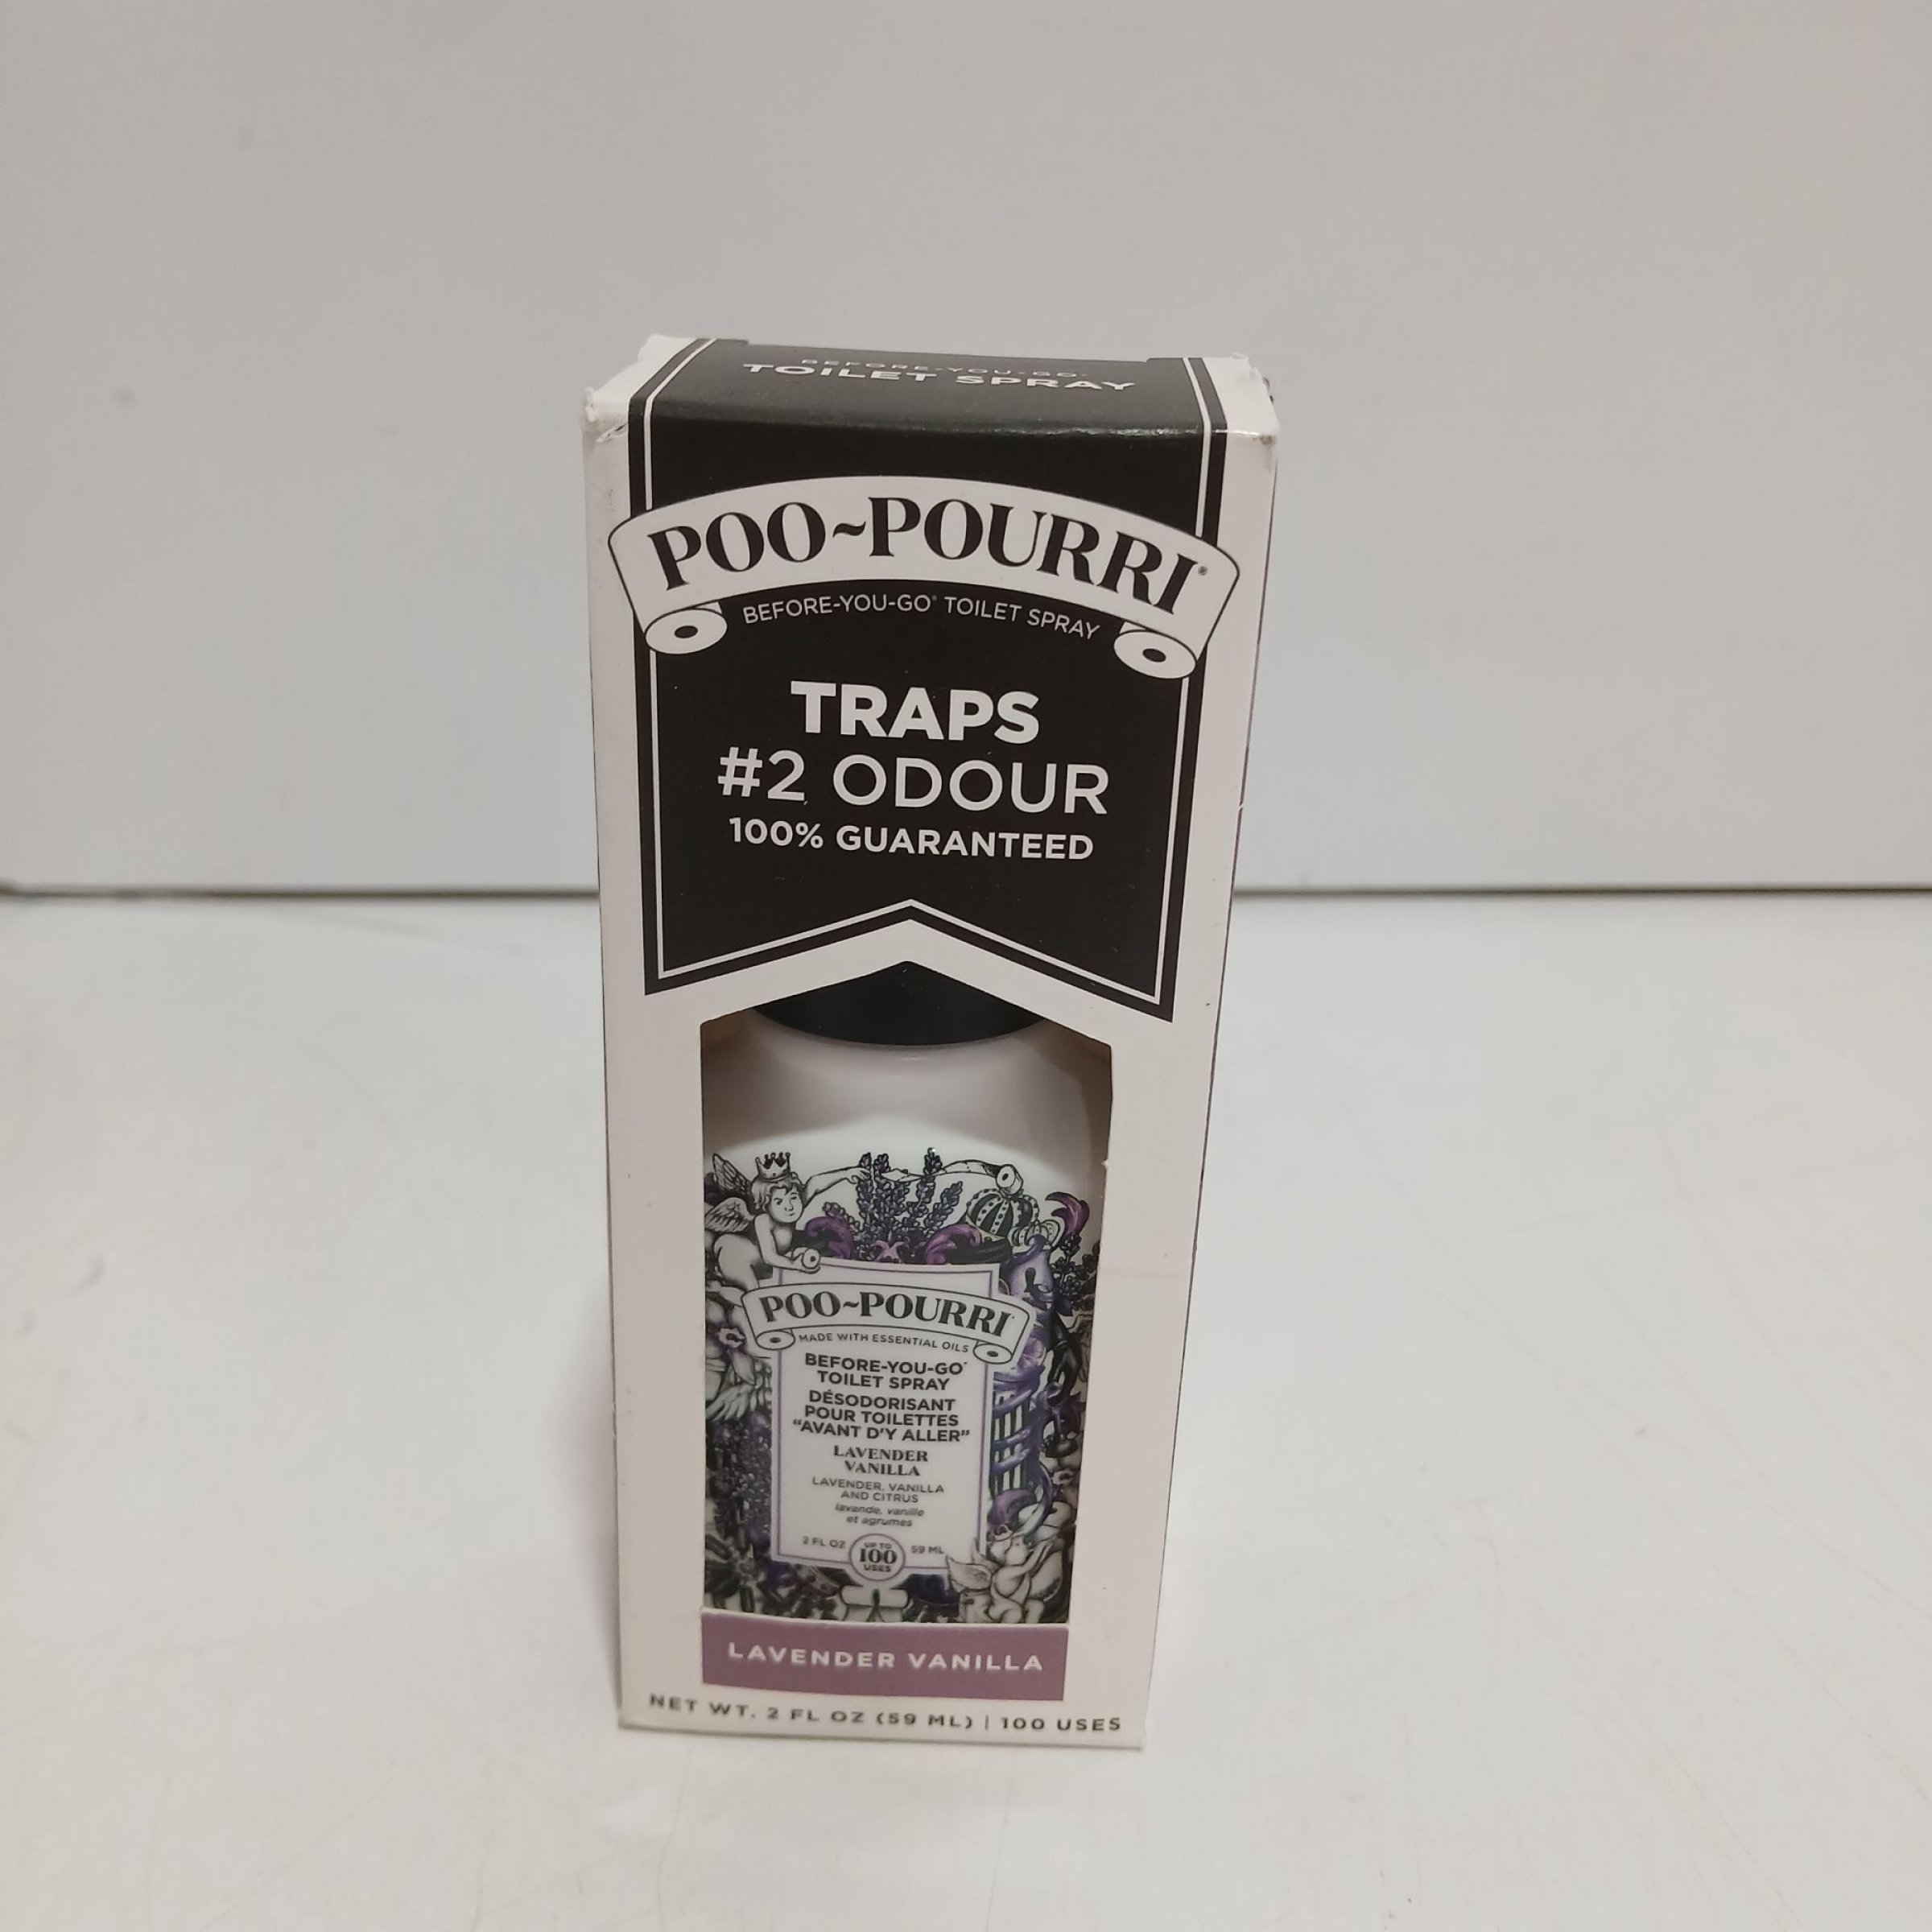 BEFORE-YOU-GO®
TOILET SPRAY
POO~POURRI®
BEFORE-YOU-GO® TOILET SPRAY
TRAPS
#2 ODOUR
100% GUARANTEED
POO~POURRI
MADE WITH ESSENTIAL OILS
BEFORE-YOU-GO®
TOILET SPRAY
DÉSODORISANT
POUR TOILETTES
“AVANT D'Y ALLER”
LAVENDER
VANILLA
LAVENDER, VANILLA
AND CITRUS
lavande, vanille
et agrumes
2 FL OZ UP TO 100 USES 59 ML
LAVENDER VANILLA
NET WT. 2 FL OZ (59 ML) | 100 USES